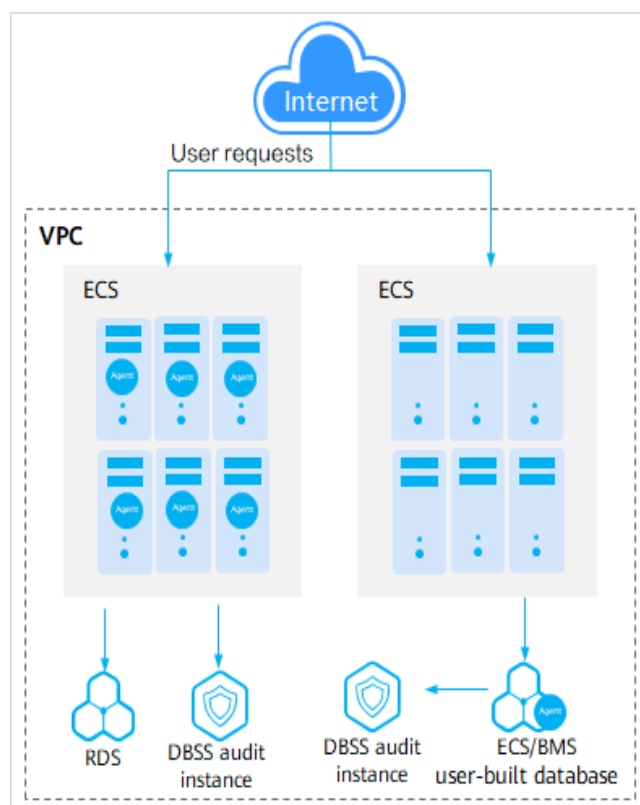 Internet
User requests
VPC
ECS
ECS
Agent
Agent
Agent
Agent
Agent
Agent
RDS
DBSS audit
instance
DBSS audit
instance
Agent
ECS/BMS
user-built database